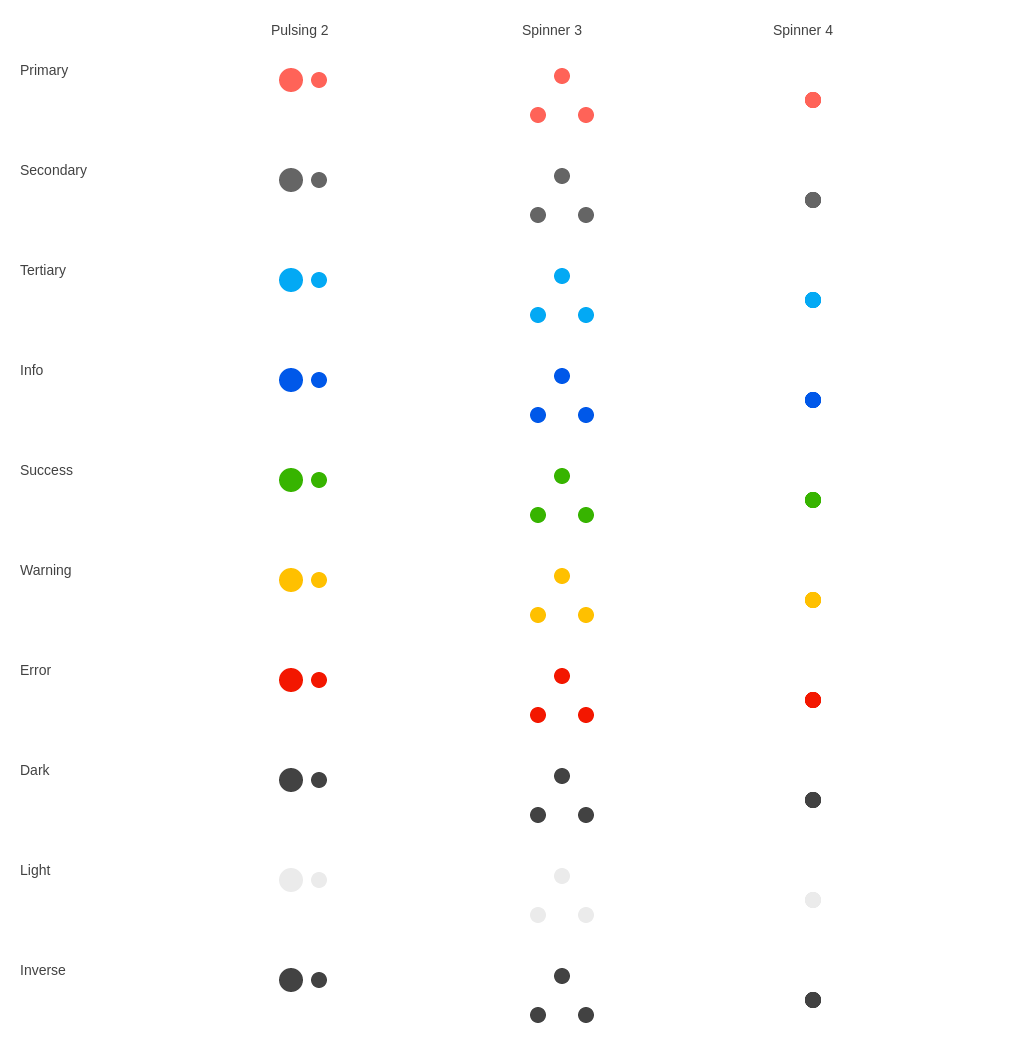 Pulsing 2 Spinner 3 Spinner 4
Primary
Secondary
Tertiary
Info
Success
Warning
Error
Dark
Light
Inverse